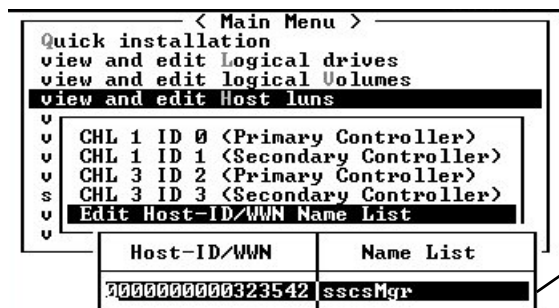 < Main Menu >
Quick installation
view and edit Logical drives
view and edit logical Volumes
view and edit Host luns
v
v CHL 1 ID 0 (Primary Controller)
v CHL 1 ID 1 (Secondary Controller)
v CHL 3 ID 2 (Primary Controller)
s CHL 3 ID 3 (Secondary Controller)
v Edit Host-ID/WWN Name List
v
Host-ID/WWN Name List
0000000000323542 sscsMgr